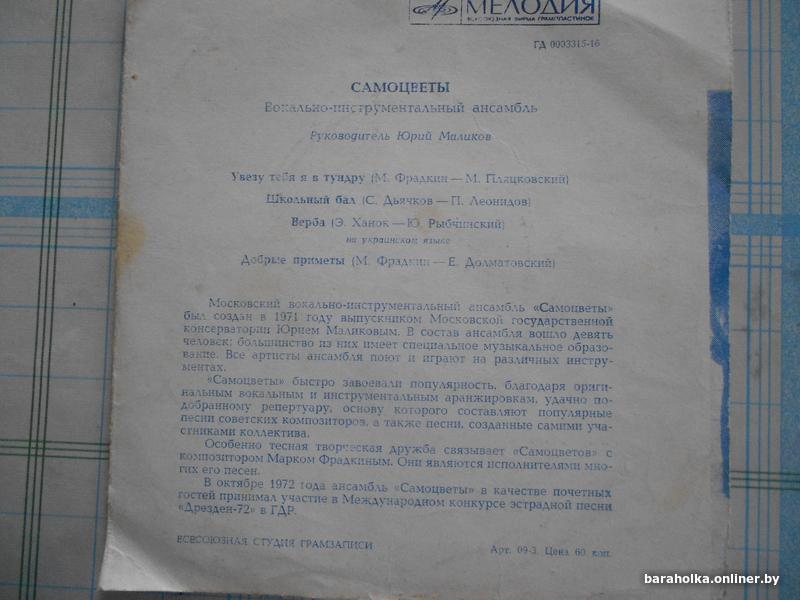 МЕЛОДИЯ
ВСЕСОЮЗНАЯ ФИРМА ГРАМПЛАСТИНОК
ГД 0003315-16
САМОЦВЕТЫ
Вокально-инструментальный ансамбль
Руководитель Юрий Маликов
Увезу тебя я в тундру (М. Фрадкин — М. Пляцковский)
Школьный бал (С. Дьячков — П. Леонидов)
Верба (Э. Ханок — Ю. Рыбчинский)
на украинском языке
Добрые приметы (М. Фрадкин — Е. Долматовский)
Московский вокально-инструментальный ансамбль «Самоцветы»
был создан в 1971 году выпускником Московской государственной
консерватории Юрием Маликовым. В состав ансамбля вошло девять
человек: большинство из них имеет специальное музыкальное образо-
вание. Все артисты ансамбля поют и играют на различных инстру-
ментах.
«Самоцветы» быстро завоевали популярность, благодаря ориги-
нальным вокальным и инструментальным аранжировкам, удачно по-
добранному репертуару, основу которого составляют популярные
песни советских композиторов, а также песни, созданные самими уча-
стниками коллектива.
Особенно тесная творческая дружба связывает «Самоцветов» с
композитором Марком Фрадкиным. Они являются исполнителями мно-
гих его песен.
В октябре 1972 года ансамбль «Самоцветы» в качестве почетных
гостей принимал участие в Международном конкурсе эстрадной песни
«Дрезден-72» в ГДР.
ВСЕСОЮЗНАЯ СТУДИЯ ГРАМЗАПИСИ
Арт. 09-3. Цена 60 коп.
baraholka.onliner.by